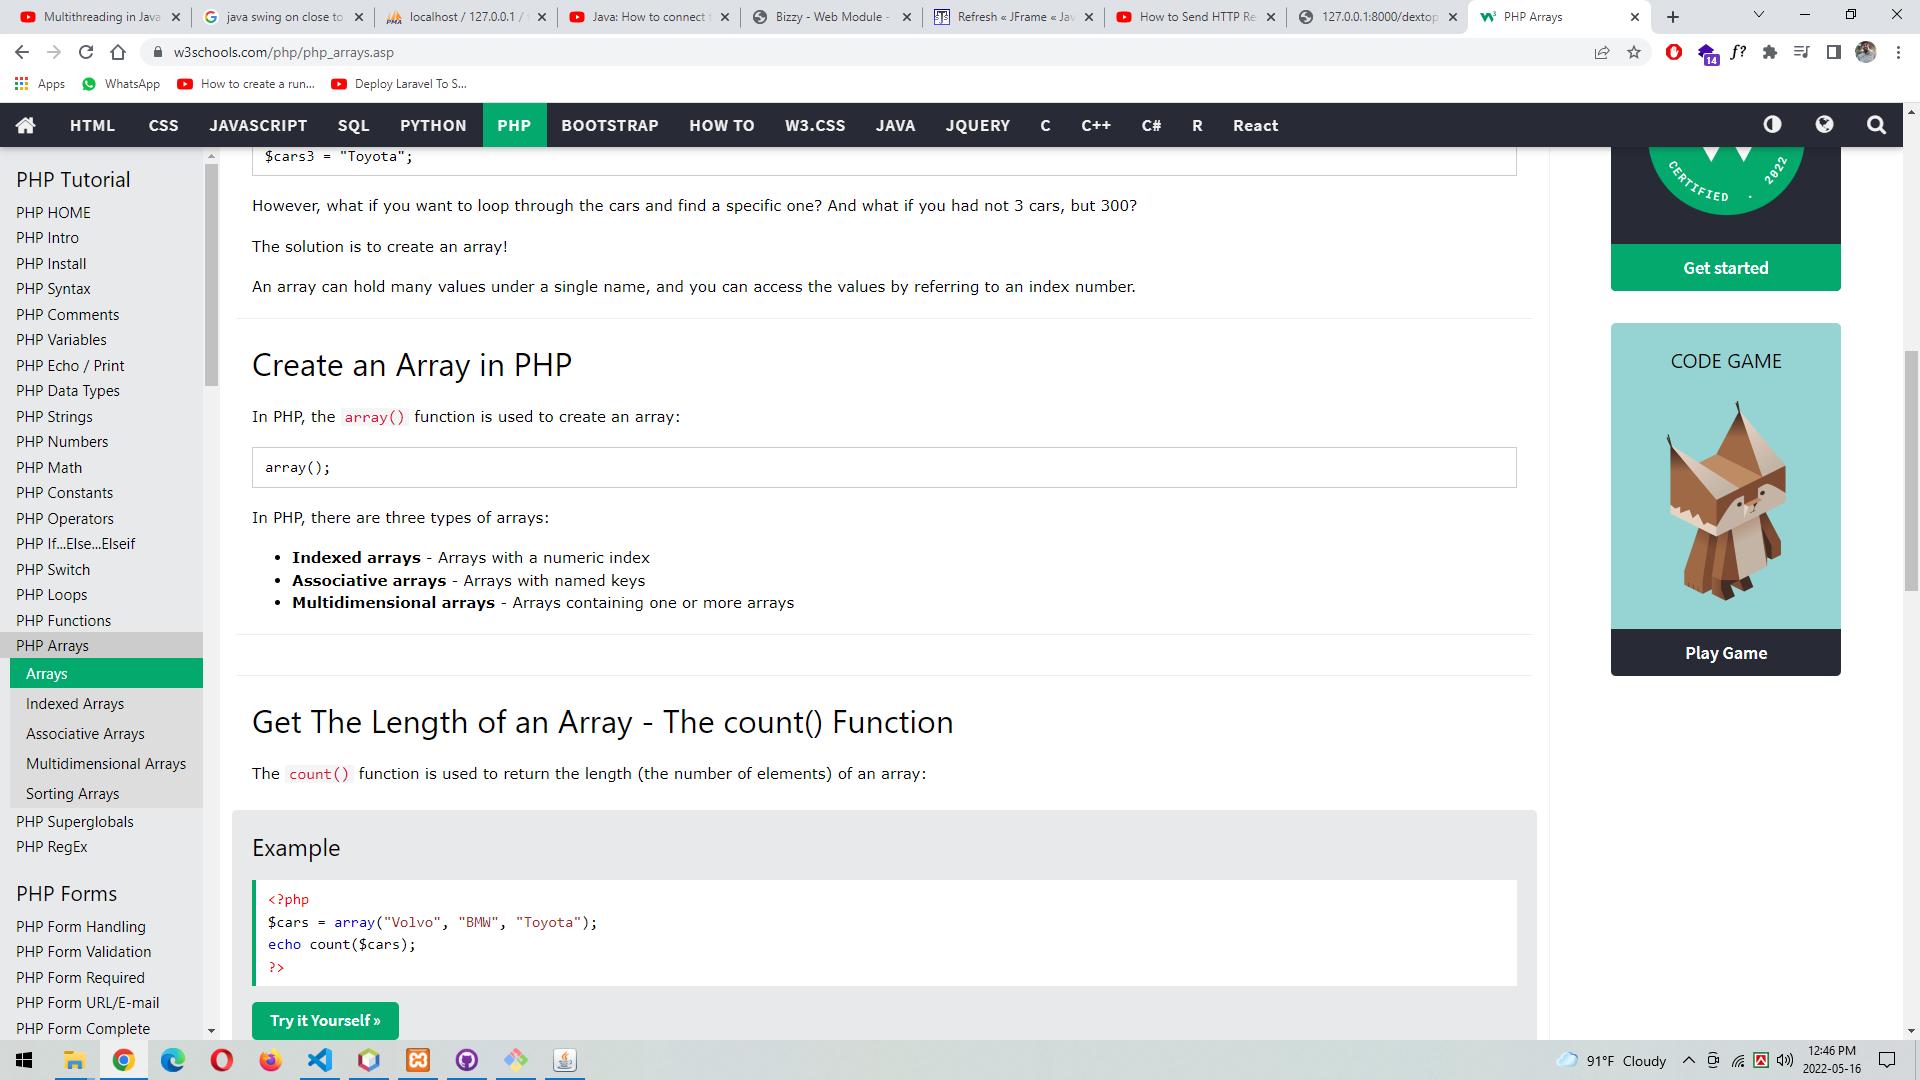 Multithreading in Java
java swing on close to
localhost / 127.0.0.1 /
Java: How to connect
Bizzy - Web Module -
Refresh « JFrame « Jav
How to Send HTTP Re
127.0.0.1:8000/dextop
PHP Arrays
w3schools.com/php/php_arrays.asp
14
f?
Apps
WhatsApp
How to create a run...
Deploy Laravel To S...
HTML
CSS
JAVASCRIPT
SQL
PYTHON
PHP
BOOTSTRAP
HOW TO
W3.CSS
JAVA
JQUERY
C
C++
C#
R
React
PHP Tutorial
PHP HOME
PHP Intro
PHP Install
PHP Syntax
PHP Comments
PHP Variables
PHP Echo / Print
PHP Data Types
PHP Strings
PHP Numbers
PHP Math
PHP Constants
PHP Operators
PHP If...Else...Elseif
PHP Switch
PHP Loops
PHP Functions
PHP Arrays
Arrays
Indexed Arrays
Associative Arrays
Multidimensional Arrays
Sorting Arrays
PHP Superglobals
PHP RegEx
PHP Forms
PHP Form Handling
PHP Form Validation
PHP Form Required
PHP Form URL/E-mail
PHP Form Complete
$cars3 = "Toyota";
However, what if you want to loop through the cars and find a specific one? And what if you had not 3 cars, but 300?
The solution is to create an array!
An array can hold many values under a single name, and you can access the values by referring to an index number.
Create an Array in PHP
In PHP, the array() function is used to create an array:
array();
In PHP, there are three types of arrays:
• Indexed arrays - Arrays with a numeric index
• Associative arrays - Arrays with named keys
• Multidimensional arrays - Arrays containing one or more arrays
Get The Length of an Array - The count() Function
The count() function is used to return the length (the number of elements) of an array:
Example
<?php
$cars = array("Volvo", "BMW", "Toyota");
echo count($cars);
?>
Try it Yourself »
CERTIFIED . 2022
Get started
CODE GAME
Play Game
91°F Cloudy
12:46 PM
2022-05-16